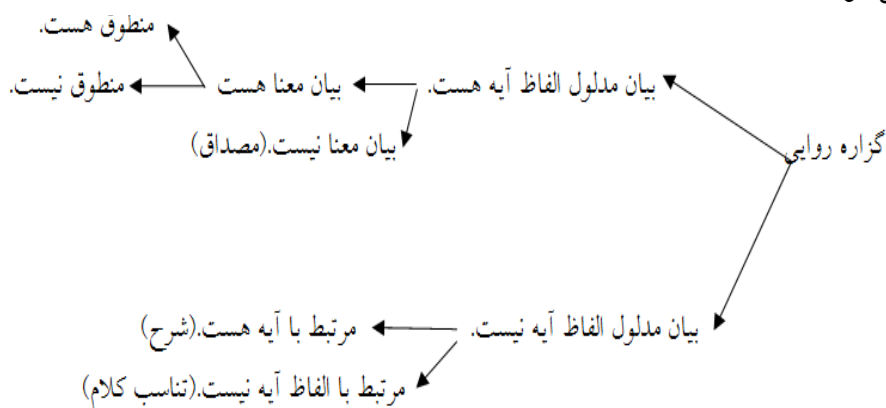 منطوق هست.
بیان مدلول الفاظ آیه هست. بیان معنا هست منطوق نیست.
بیان معنا نیست.(مصداق)
گزاره روایی
بیان مدلول الفاظ آیه نیست. مرتبط با آیه هست.(شرح)
مرتبط با الفاظ آیه نیست.(تناسب کلام)